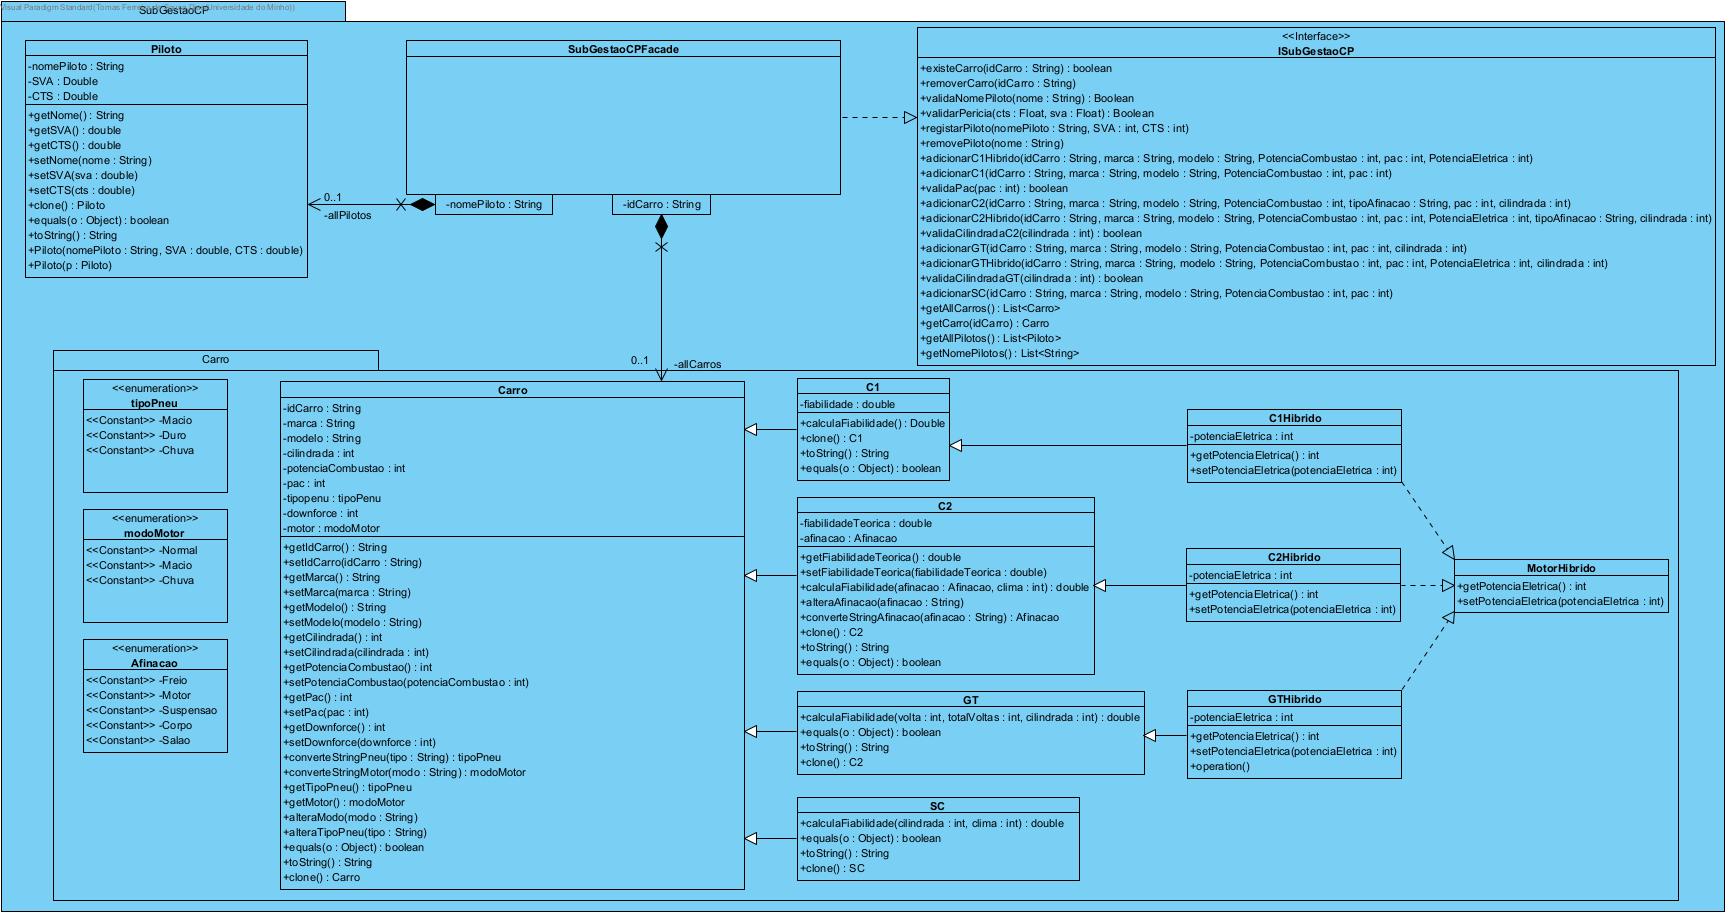 Visual Paradigm Standard(Tomas Ferreira Universidade do Minho))
SubGestaoCP
Piloto
-nomePiloto : String
-SVA : Double
-CTS : Double
+getNome() : String
+getSVA() : double
+getCTS() : double
+setNome(nome : String)
+setSVA(sva : double)
+setCTS(cts : double)
+clone() : Piloto
+equals(o : Object) : boolean
+toString() : String
+Piloto(nomePiloto : String, SVA : double, CTS : double)
+Piloto(p : Piloto)
SubGestaoCPFacade
-nomePiloto : String
-idCarro : String
0..1
-allPilotos
0..1
-allCarros
<<Interface>>
ISubGestaoCP
+existeCarro(idCarro : String) : boolean
+removerCarro(idCarro : String)
+validaNomePiloto(nome : String) : Boolean
+validarPericia(cts : Float, sva : Float) : Boolean
+registarPiloto(nomePiloto : String, SVA : int, CTS : int)
+removePiloto(nome : String)
+adicionarC1Hibrido(idCarro : String, marca : String, modelo : String, PotenciaCombustao : int, pac : int, PotenciaEletrica : int)
+adicionarC1(idCarro : String, marca : String, modelo : String, PotenciaCombustao : int, pac : int)
+validaPac(pac : int) : boolean
+adicionarC2(idCarro : String, marca : String, modelo : String, PotenciaCombustao : int, tipoAfinacao : String, pac : int, cilindrada : int)
+adicionarC2Hibrido(idCarro : String, marca : String, modelo : String, PotenciaCombustao : int, pac : int, PotenciaEletrica : int, tipoAfinacao : String, cilindrada : int)
+validaCilindradaC2(cilindrada : int) : boolean
+adicionarGT(idCarro : String, marca : String, modelo : String, PotenciaCombustao : int, pac : int, cilindrada : int)
+adicionarGTHibrido(idCarro : String, marca : String, modelo : String, PotenciaCombustao : int, pac : int, PotenciaEletrica : int, cilindrada : int)
+validaCilindradaGT(cilindrada : int) : boolean
+adicionarSC(idCarro : String, marca : String, modelo : String, PotenciaCombustao : int, pac : int)
+getAllCarros() : List<Carro>
+getCarro(idCarro) : Carro
+getAllPilotos() : List<Piloto>
+getNomePilotos() : List<String>
Carro
<<enumeration>>
tipoPneu
<<Constant>> -Macio
<<Constant>> -Duro
<<Constant>> -Chuva
<<enumeration>>
modoMotor
<<Constant>> -Normal
<<Constant>> -Macio
<<Constant>> -Chuva
<<enumeration>>
Afinacao
<<Constant>> -Freio
<<Constant>> -Motor
<<Constant>> -Suspensao
<<Constant>> -Corpo
<<Constant>> -Salao
Carro
-idCarro : String
-marca : String
-modelo : String
-cilindrada : int
-potenciaCombustao : int
-pac : int
-tipopenu : tipoPenu
-downforce : int
-motor : modoMotor
+getIdCarro() : String
+setIdCarro(idCarro : String)
+getMarca() : String
+setMarca(marca : String)
+getModelo() : String
+setModelo(modelo : String)
+getCilindrada() : int
+setCilindrada(cilindrada : int)
+getPotenciaCombustao() : int
+setPotenciaCombustao(potenciaCombustao : int)
+getPac() : int
+setPac(pac : int)
+getDownforce() : int
+setDownforce(downforce : int)
+converteStringPneu(tipo : String) : tipoPneu
+converteStringMotor(modo : String) : modoMotor
+getTipoPneu() : tipoPneu
+getMotor() : modoMotor
+alteraModo(modo : String)
+alteraTipoPneu(tipo : String)
+equals(o : Object) : boolean
+toString() : String
+clone() : Carro
C1
-fiabilidade : double
+calculaFiabilidade() : Double
+clone() : C1
+toString() : String
+equals(o : Object) : boolean
C2
-fiabilidadeTeorica : double
-afinacao : Afinacao
+getFiabilidadeTeorica() : double
+setFiabilidadeTeorica(fiabilidadeTeorica : double)
+calculaFiabilidade(afinacao : Afinacao, clima : int) : double
+alteraAfinacao(afinacao : String)
+converteStringAfinacao(afinacao : String) : Afinacao
+clone() : C2
+toString() : String
+equals(o : Object) : boolean
GT
+calculaFiabilidade(volta : int, totalVoltas : int, cilindrada : int) : double
+equals(o : Object) : boolean
+toString() : String
+clone() : C2
SC
+calculaFiabilidade(cilindrada : int, clima : int) : double
+equals(o : Object) : boolean
+toString() : String
+clone() : SC
C1Hibrido
-potenciaEletrica : int
+getPotenciaEletrica() : int
+setPotenciaEletrica(potenciaEletrica : int)
C2Hibrido
-potenciaEletrica : int
+getPotenciaEletrica() : int
+setPotenciaEletrica(potenciaEletrica : int)
GTHibrido
-potenciaEletrica : int
+getPotenciaEletrica() : int
+setPotenciaEletrica(potenciaEletrica : int)
+operation()
MotorHibrido
+getPotenciaEletrica() : int
+setPotenciaEletrica(potenciaEletrica : int)